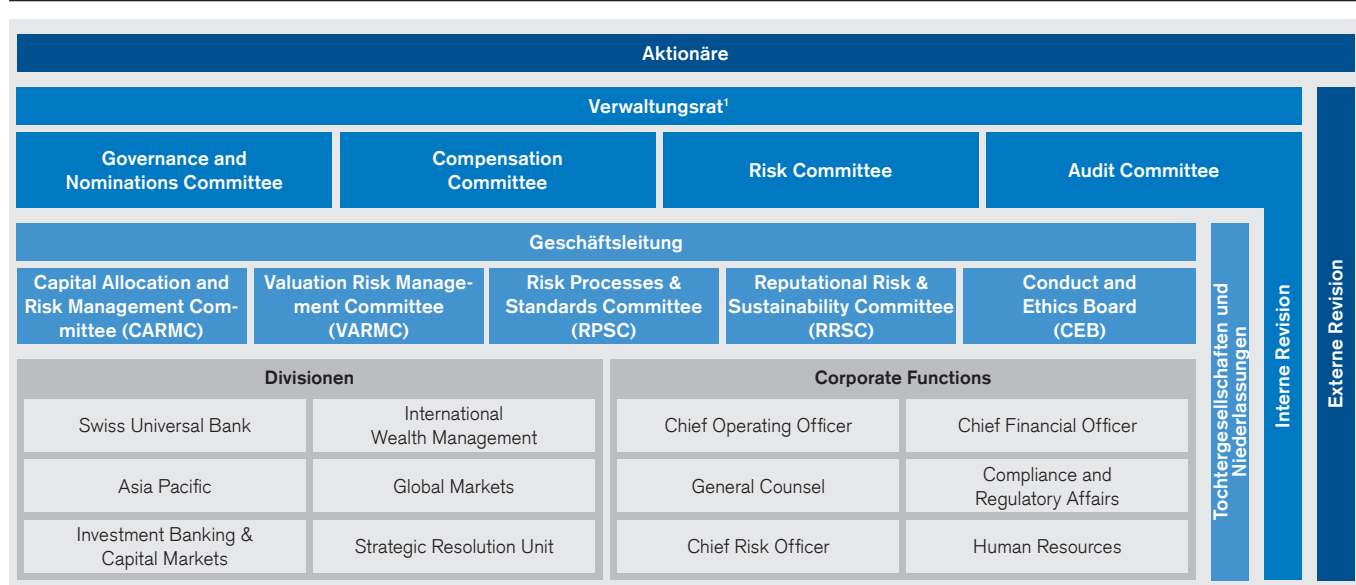 Aktionäre
Verwaltungsrat¹
Governance and
Nominations Committee
Compensation
Committee
Risk Committee
Audit Committee
Geschäftsleitung
Capital Allocation and
Risk Management Com-
mittee (CARMC)
Valuation Risk Manage-
ment Committee
(VARMC)
Risk Processes &
Standards Committee
(RPSC)
Reputational Risk &
Sustainability Committee
(RRSC)
Conduct and
Ethics Board
(CEB)
Divisionen
Swiss Universal Bank
International
Wealth Management
Asia Pacific
Global Markets
Investment Banking &
Capital Markets
Strategic Resolution Unit
Corporate Functions
Chief Operating Officer
Chief Financial Officer
General Counsel
Compliance and
Regulatory Affairs
Chief Risk Officer
Human Resources
Tochtergesellschaften und
Niederlassungen
Interne Revision
Externe Revision